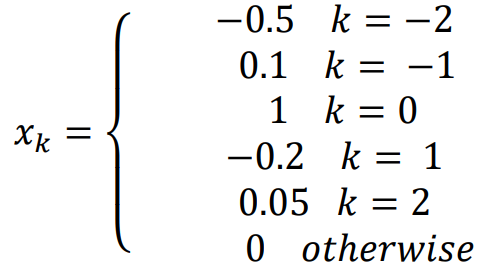 -0.5 k = -2
0.1 k = -1
1 k = 0
x_k =
-0.2 k = 1
0.05 k = 2
0 otherwise